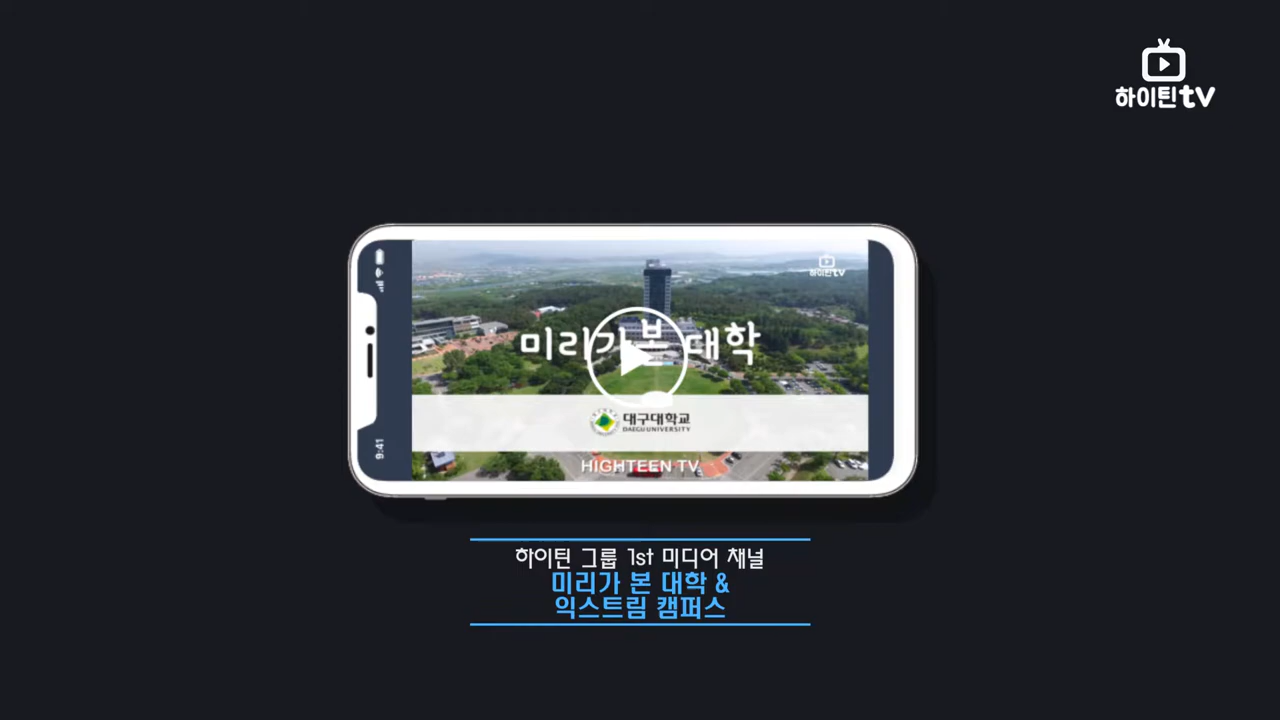 하이틴tv
하이틴tv
미리가 본 대학
대구대학교
DAEGU UNIVERSITY
HIGHTEEN TV
9:41
하이틴 그룹 1st 미디어 채널
미리가 본 대학 &
익스트림 캠퍼스